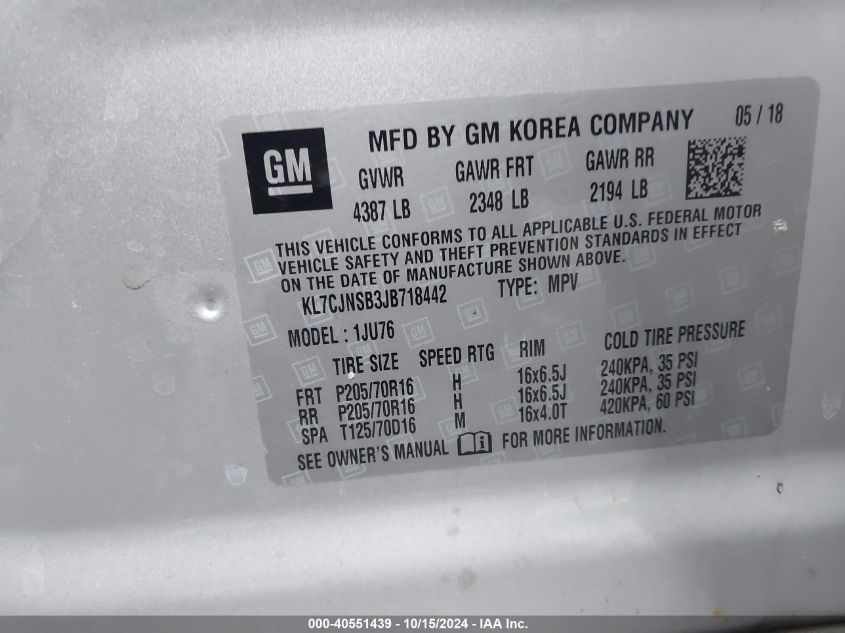 GM
MFD BY GM KOREA COMPANY 05 / 18
GVWR GAWR FRT GAWR RR
4387 LB 2348 LB 2194 LB
THIS VEHICLE CONFORMS TO ALL APPLICABLE U.S. FEDERAL MOTOR
VEHICLE SAFETY AND THEFT PREVENTION STANDARDS IN EFFECT
ON THE DATE OF MANUFACTURE SHOWN ABOVE.
KL7CJNSB3JB718442 TYPE: MPV
MODEL : 1JU76
TIRE SIZE SPEED RTG RIM COLD TIRE PRESSURE
FRT P205/70R16 H 16x6.5J 240KPA, 35 PSI
RR P205/70R16 H 16x6.5J 240KPA, 35 PSI
SPA T125/70D16 M 16x4.0T 420KPA, 60 PSI
SEE OWNER'S MANUAL FOR MORE INFORMATION.
000-40551439 - 10/15/2024 - IAA Inc.